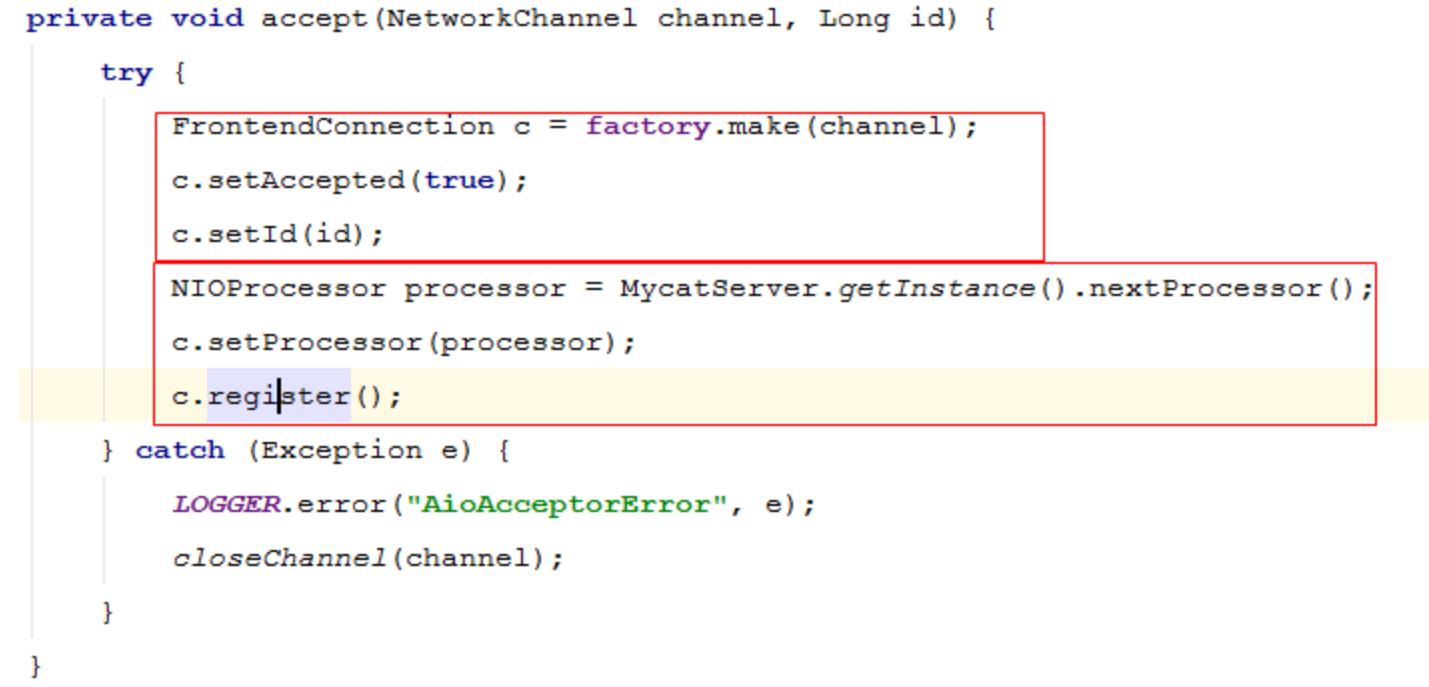 private void accept(NetworkChannel channel, Long id) {
try {
FrontendConnection c = factory.make(channel);
c.setAccepted(true);
c.setId(id);
NIOProcessor processor = MycatServer.getInstance().nextProcessor();
c.setProcessor(processor);
c.register();
} catch (Exception e) {
LOGGER.error("AioAcceptorError", e);
closeChannel(channel);
}
}